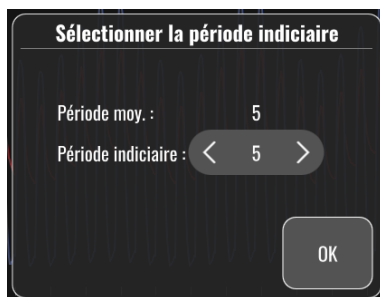 Sélectionner la période indiciaire
Période moy. : 5
Période indiciaire : < 5 >
OK